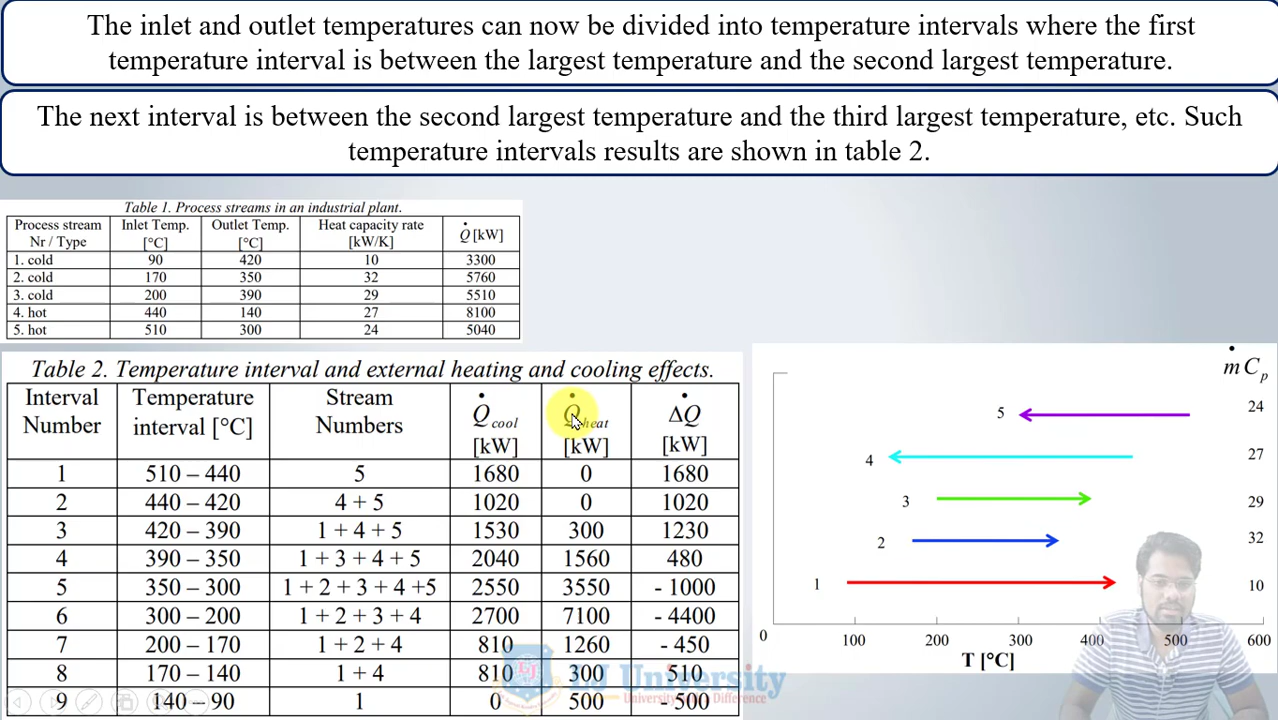 The inlet and outlet temperatures can now be divided into temperature intervals where the first
temperature interval is between the largest temperature and the second largest temperature.
The next interval is between the second largest temperature and the third largest temperature, etc. Such
temperature intervals results are shown in table 2.
Table 1. Process streams in an industrial plant.
Process stream Inlet Temp. Outlet Temp. Heat capacity rate Q̇ [kW]
Nr / Type [°C] [°C] [kW/K]
1. cold 90 420 10 3300
2. cold 170 350 32 5760
3. cold 200 390 29 5510
4. hot 440 140 27 8100
5. hot 510 300 24 5040
Table 2. Temperature interval and external heating and cooling effects.
Interval Temperature Stream Q̇cool Q̇heat ΔQ̇
Number interval [°C] Numbers [kW] [kW] [kW]
1 510 – 440 5 1680 0 1680
2 440 – 420 4 + 5 1020 0 1020
3 420 – 390 1 + 4 + 5 1530 300 1230
4 390 – 350 1 + 3 + 4 + 5 2040 1560 480
5 350 – 300 1 + 2 + 3 + 4 +5 2550 3550 - 1000
6 300 – 200 1 + 2 + 3 + 4 2700 7100 - 4400
7 200 – 170 1 + 2 + 4 810 1260 - 450
8 170 – 140 1 + 4 810 300 510
9 140 – 90 1 0 500 - 500
ṁ Cp
5 24
4 27
3 29
2 32
1 10
0 100 200 300 400 500 600
T [°C]
LJ University